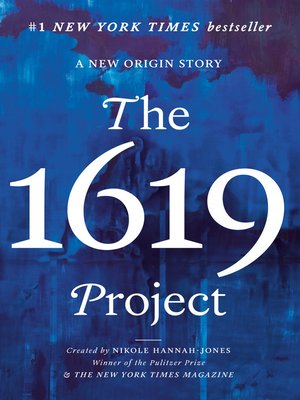 #1 NEW YORK TIMES bestseller
A NEW ORIGIN STORY
The
1619
Project
Created by NIKOLE HANNAH-JONES
Winner of the Pulitzer Prize
& THE NEW YORK TIMES MAGAZINE